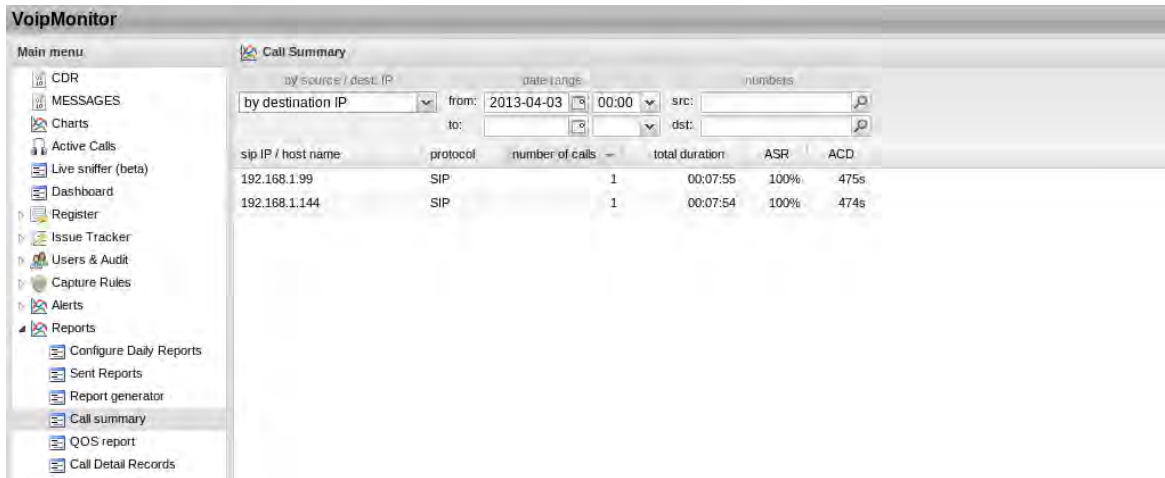 VoipMonitor
Main menu
CDR
MESSAGES
Charts
Active Calls
Live sniffer (beta)
Dashboard
Register
Issue Tracker
Users & Audit
Capture Rules
Alerts
Reports
Configure Daily Reports
Sent Reports
Report generator
Call summary
QOS report
Call Detail Records
Call Summary
by source / dest. IP date range numbers
by destination IP from: 2013-04-03 00:00 src:
to: dst:
sip IP / host name protocol number of calls total duration ASR ACD
192.168.1.99 SIP 1 00:07:55 100% 475s
192.168.1.144 SIP 1 00:07:54 100% 474s